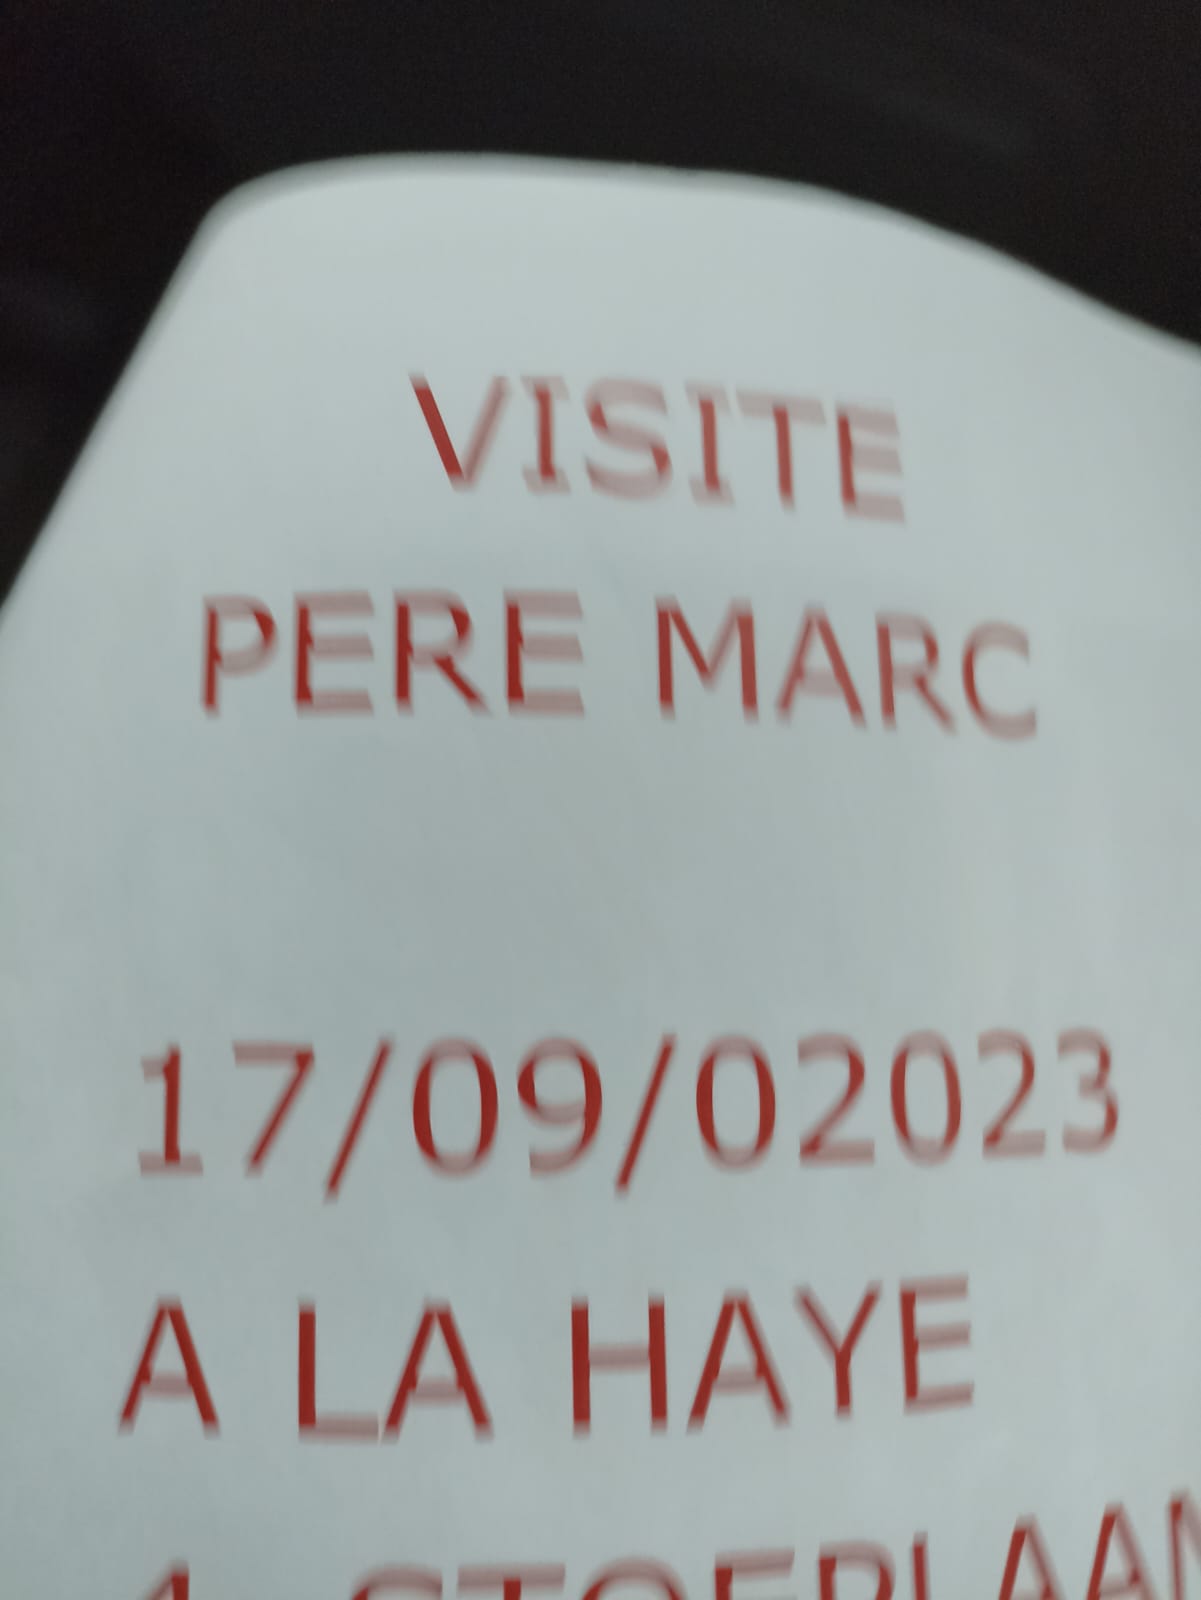 VISITE
PERE MARC
17/09/02023
A LA HAYE